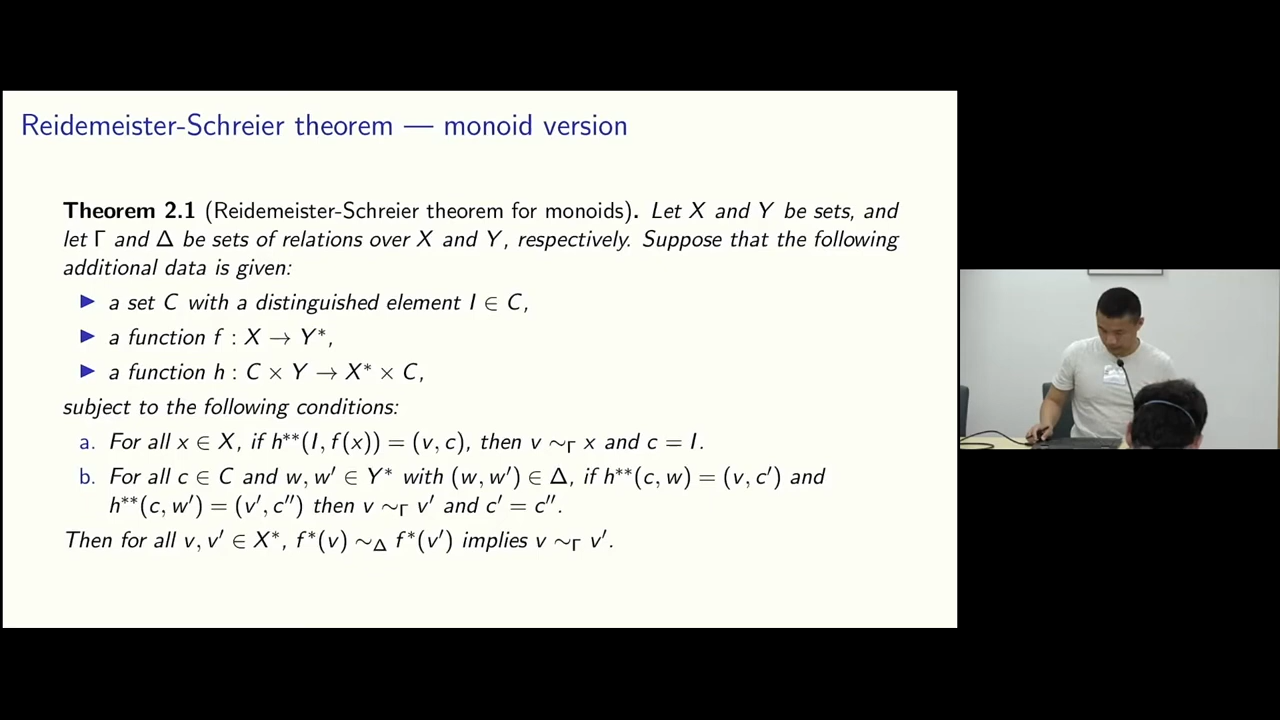 Reidemeister-Schreier theorem — monoid version
Theorem 2.1 (Reidemeister-Schreier theorem for monoids). Let X and Y be sets, and
let Γ and Δ be sets of relations over X and Y, respectively. Suppose that the following
additional data is given:
▶ a set C with a distinguished element I ∈ C,
▶ a function f : X → Y*,
▶ a function h : C × Y → X* × C,
subject to the following conditions:
a. For all x ∈ X, if h**(I, f(x)) = (v, c), then v ∼Γ x and c = I.
b. For all c ∈ C and w, w′ ∈ Y* with (w, w′) ∈ Δ, if h**(c, w) = (v, c′) and
h**(c, w′) = (v′, c″) then v ∼Γ v′ and c′ = c″.
Then for all v, v′ ∈ X*, f*(v) ∼Δ f*(v′) implies v ∼Γ v′.